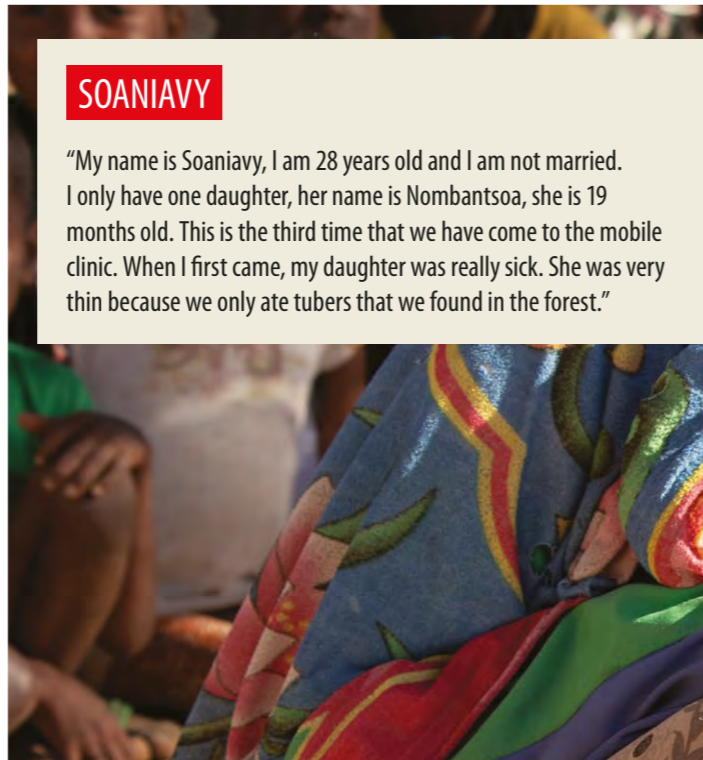 SOANIAVY
“My name is Soaniavy, I am 28 years old and I am not married.
I only have one daughter, her name is Nombantsoa, she is 19
months old. This is the third time that we have come to the mobile
clinic. When I first came, my daughter was really sick. She was very
thin because we only ate tubers that we found in the forest.”